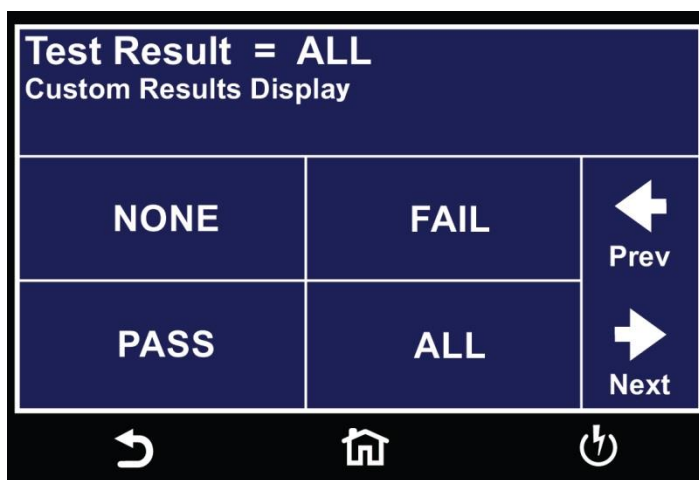 Test Result = ALL
Custom Results Display
NONE
FAIL
Prev
PASS
ALL
Next